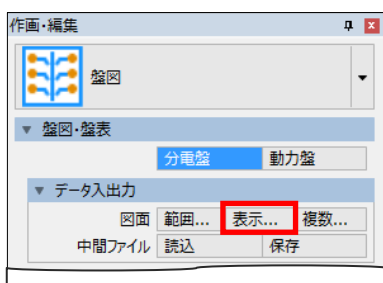 作画・編集
盤図
盤図・盤表
分電盤 動力盤
データ入出力
図面 範囲... 表示... 複数...
中間ファイル 読込 保存